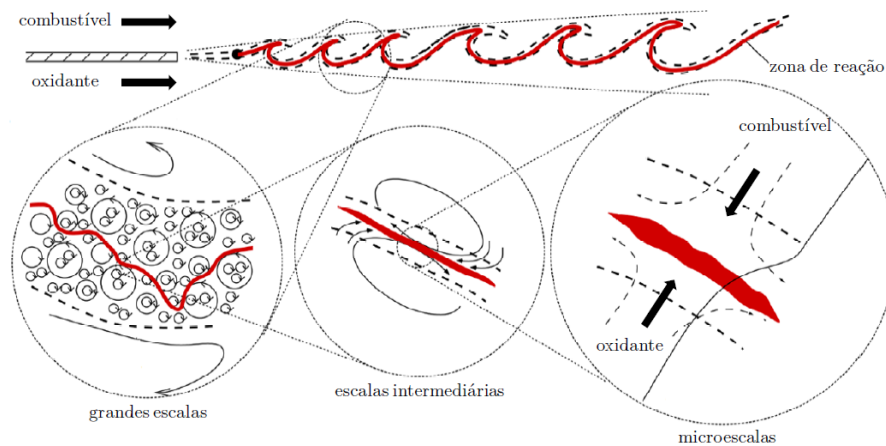 combustível
oxidante
zona de reação
combustível
oxidante
escalas intermediárias
grandes escalas
microescalas